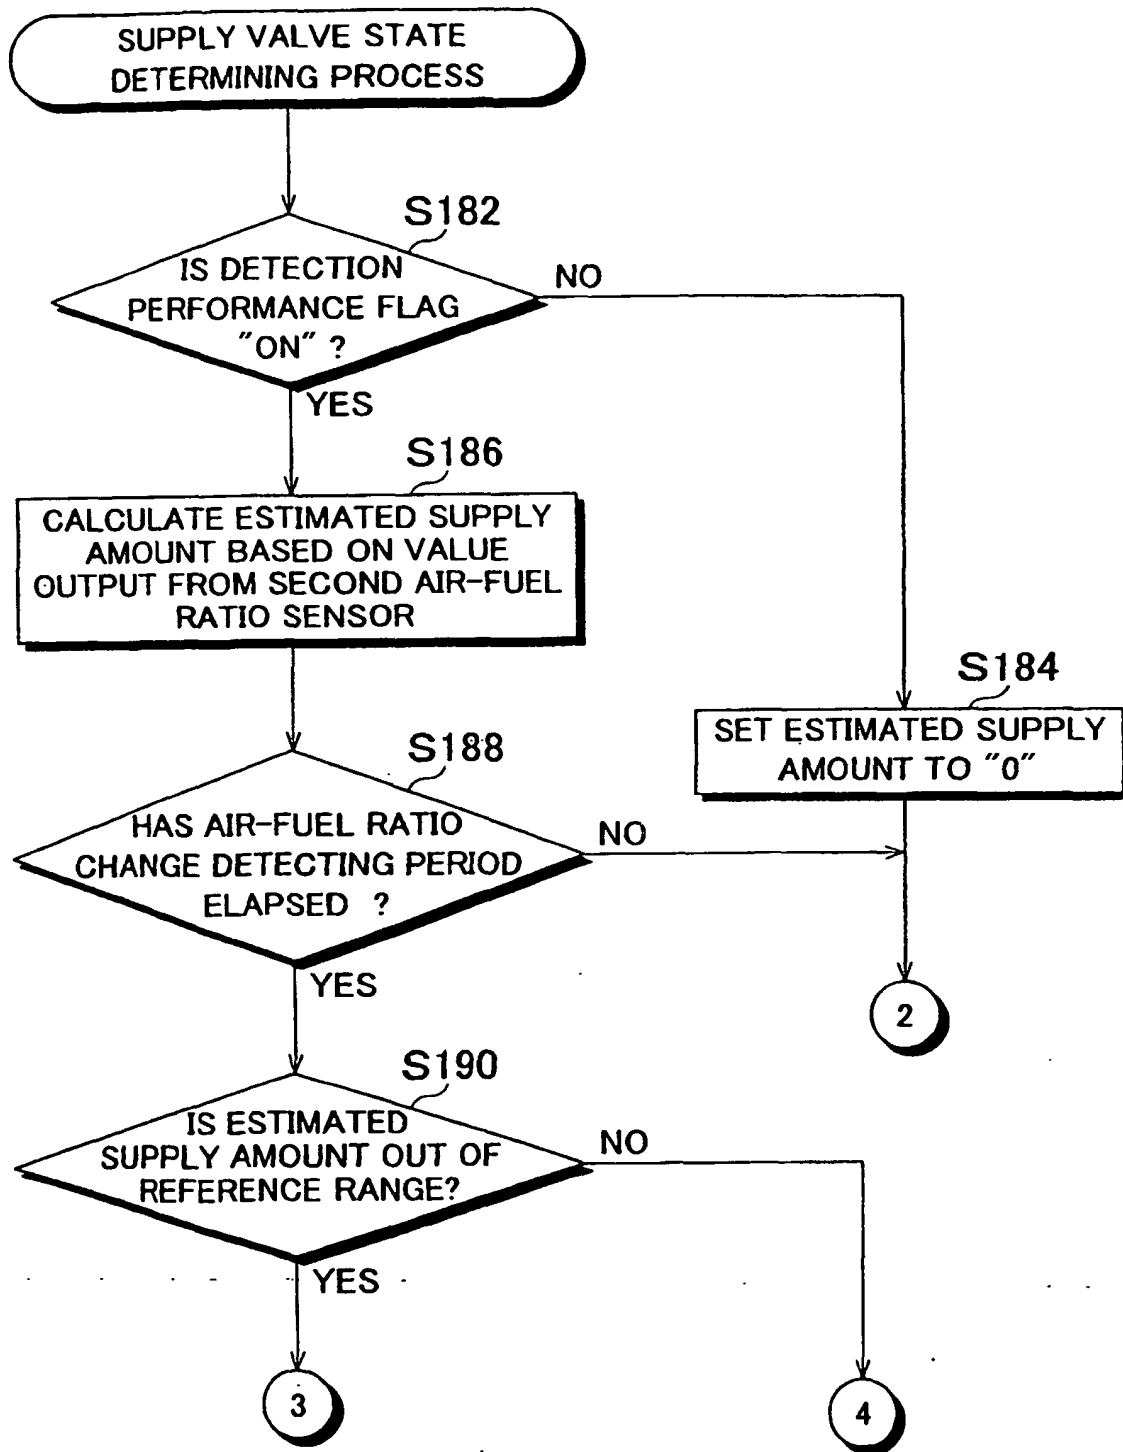 SUPPLY VALVE STATE
DETERMINING PROCESS
S182
IS DETECTION
PERFORMANCE FLAG
"ON" ?
NO
YES
S186
CALCULATE ESTIMATED SUPPLY
AMOUNT BASED ON VALUE
OUTPUT FROM SECOND AIR-FUEL
RATIO SENSOR
S184
SET ESTIMATED SUPPLY
AMOUNT TO "0"
S188
HAS AIR-FUEL RATIO
CHANGE DETECTING PERIOD
ELAPSED ?
NO
YES
2
S190
IS ESTIMATED
SUPPLY AMOUNT OUT OF
REFERENCE RANGE?
NO
YES
3
4